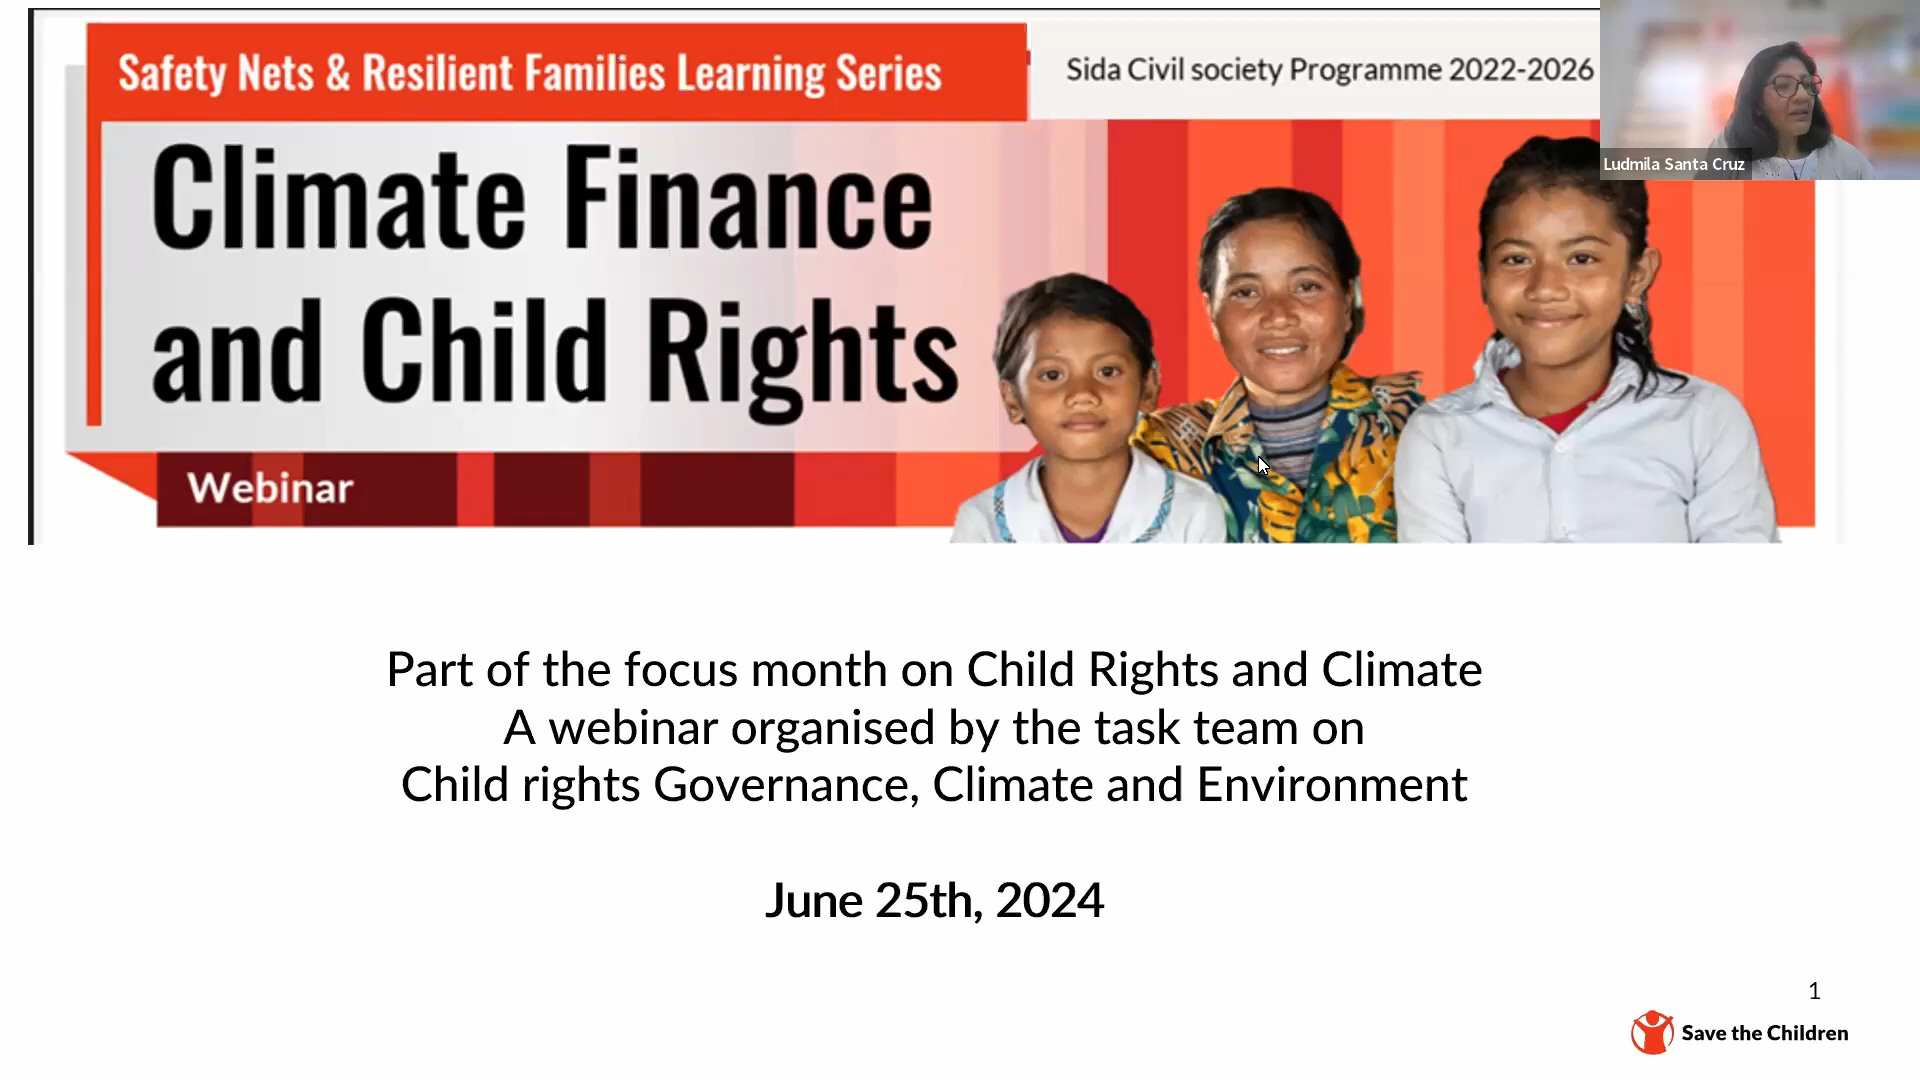 Safety Nets & Resilient Families Learning Series
Sida Civil society Programme 2022-2026
Ludmila Santa Cruz
Climate Finance
and Child Rights
Webinar
Part of the focus month on Child Rights and Climate
A webinar organised by the task team on
Child rights Governance, Climate and Environment
June 25th, 2024
1
Save the Children